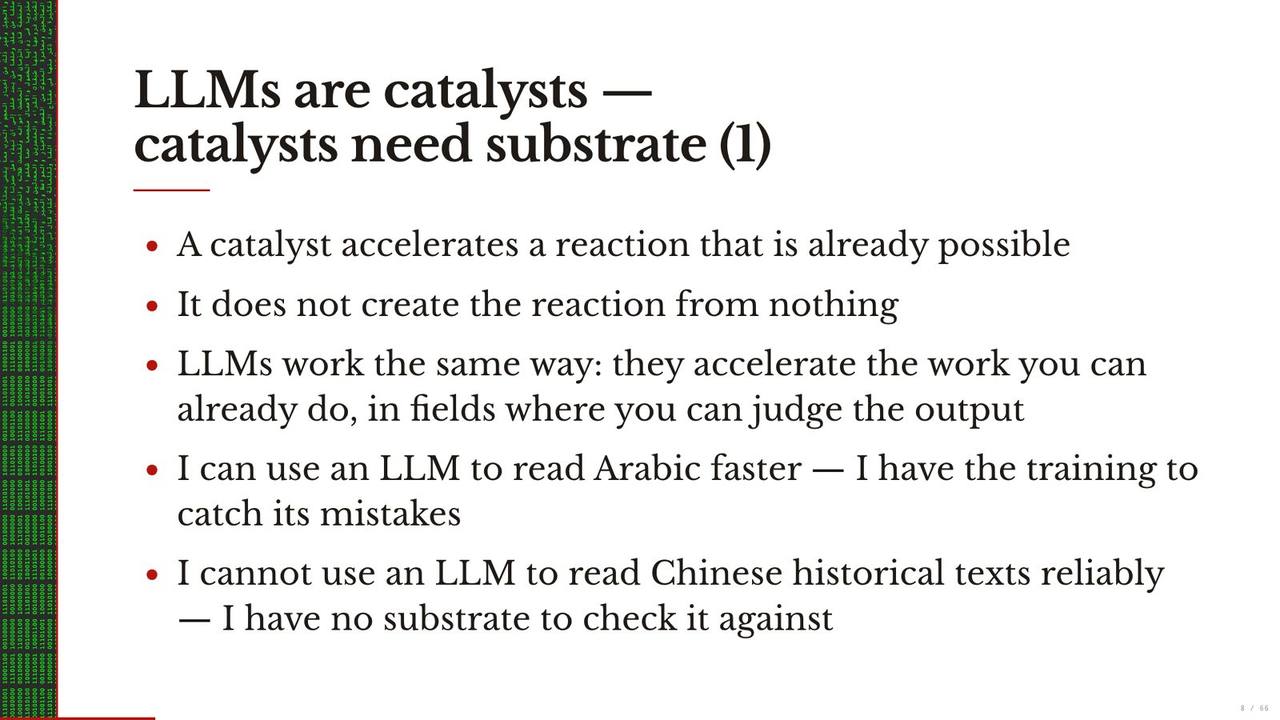 LLMs are catalysts —
catalysts need substrate (1)
• A catalyst accelerates a reaction that is already possible
• It does not create the reaction from nothing
• LLMs work the same way: they accelerate the work you can
already do, in fields where you can judge the output
• I can use an LLM to read Arabic faster — I have the training to
catch its mistakes
• I cannot use an LLM to read Chinese historical texts reliably
— I have no substrate to check it against
8 / 66